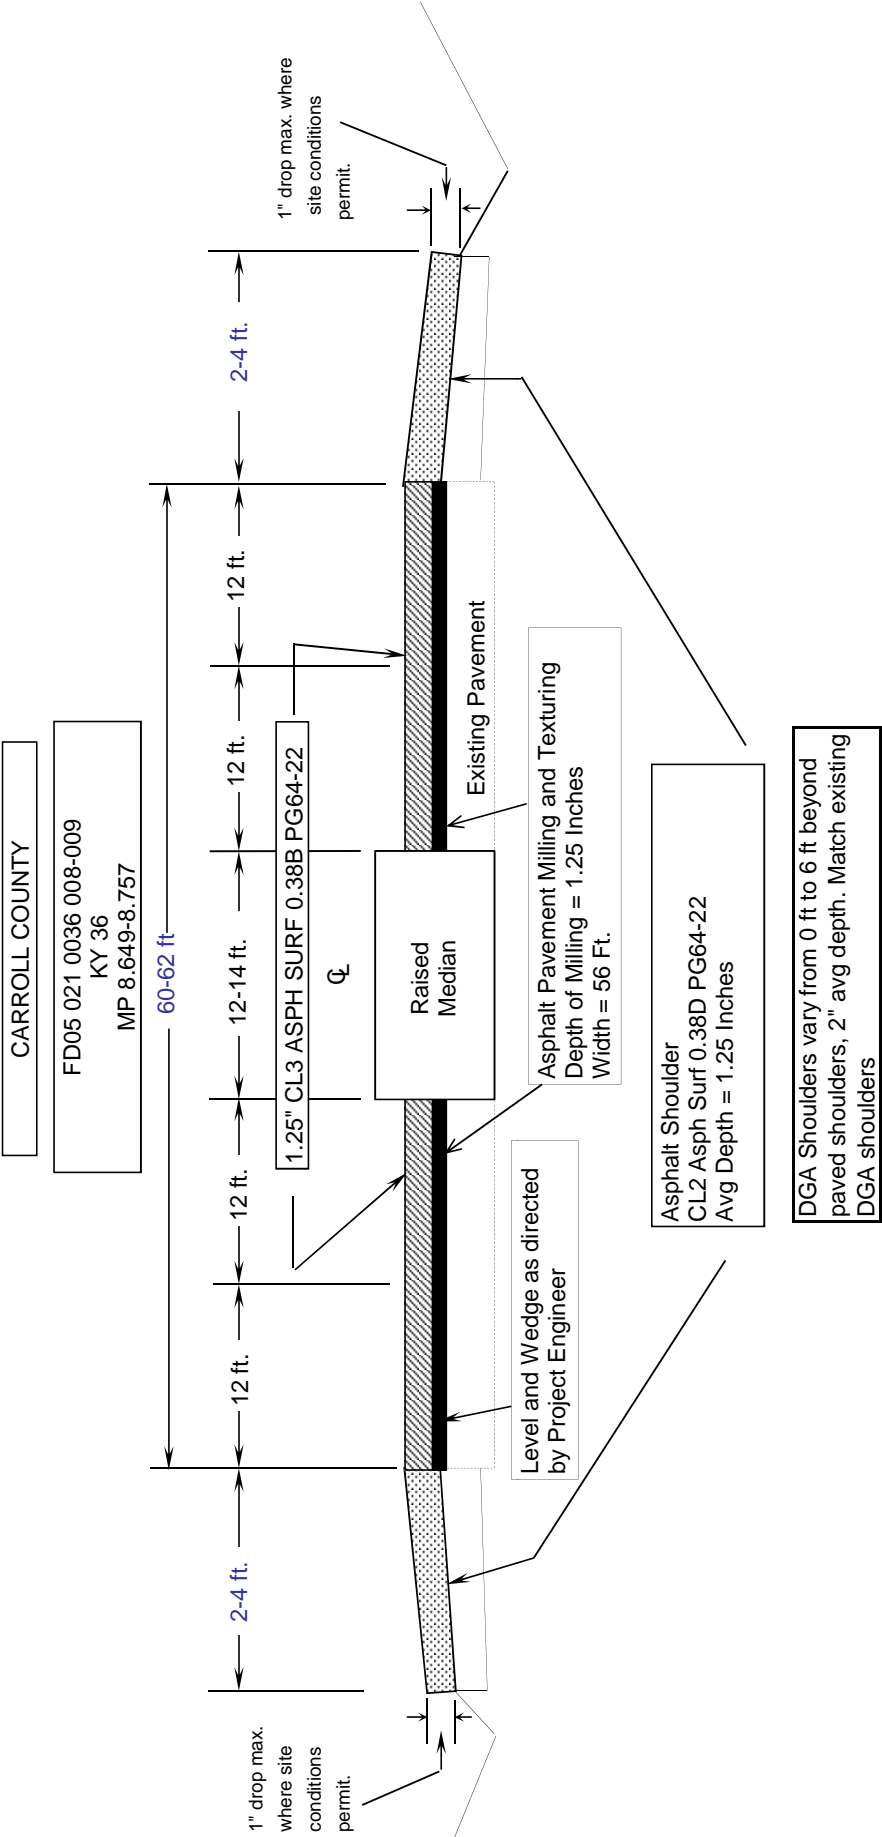 CARROLL COUNTY
FD05 021 0036 008-009
KY 36
MP 8.649-8.757
60-62 ft
2-4 ft.
12 ft.
12 ft.
12-14 ft.
12 ft.
12 ft.
2-4 ft.
1" drop max.
where site
conditions
permit.
1" drop max. where
site conditions
permit.
1.25" CL3 ASPH SURF 0.38B PG64-22
CL
Raised
Median
Existing Pavement
Level and Wedge as directed
by Project Engineer
Asphalt Pavement Milling and Texturing
Depth of Milling = 1.25 Inches
Width = 56 Ft.
Asphalt Shoulder
CL2 Asph Surf 0.38D PG64-22
Avg Depth = 1.25 Inches
DGA Shoulders vary from 0 ft to 6 ft beyond
paved shoulders, 2" avg depth. Match existing
DGA shoulders